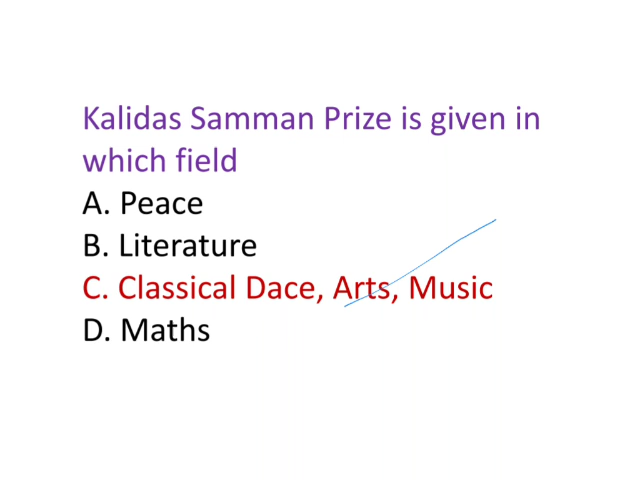 Kalidas Samman Prize is given in
which field
A. Peace
B. Literature
C. Classical Dace, Arts, Music
D. Maths